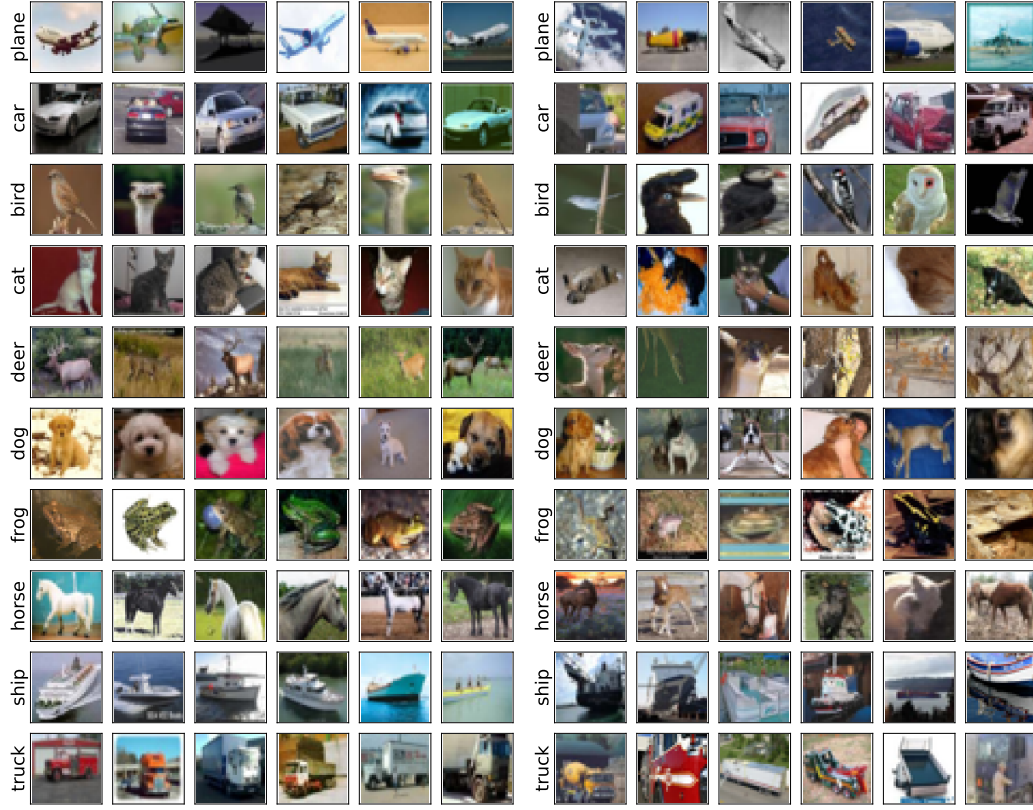 plane
car
bird
cat
deer
dog
frog
horse
ship
truck
plane
car
bird
cat
deer
dog
frog
horse
ship
truck